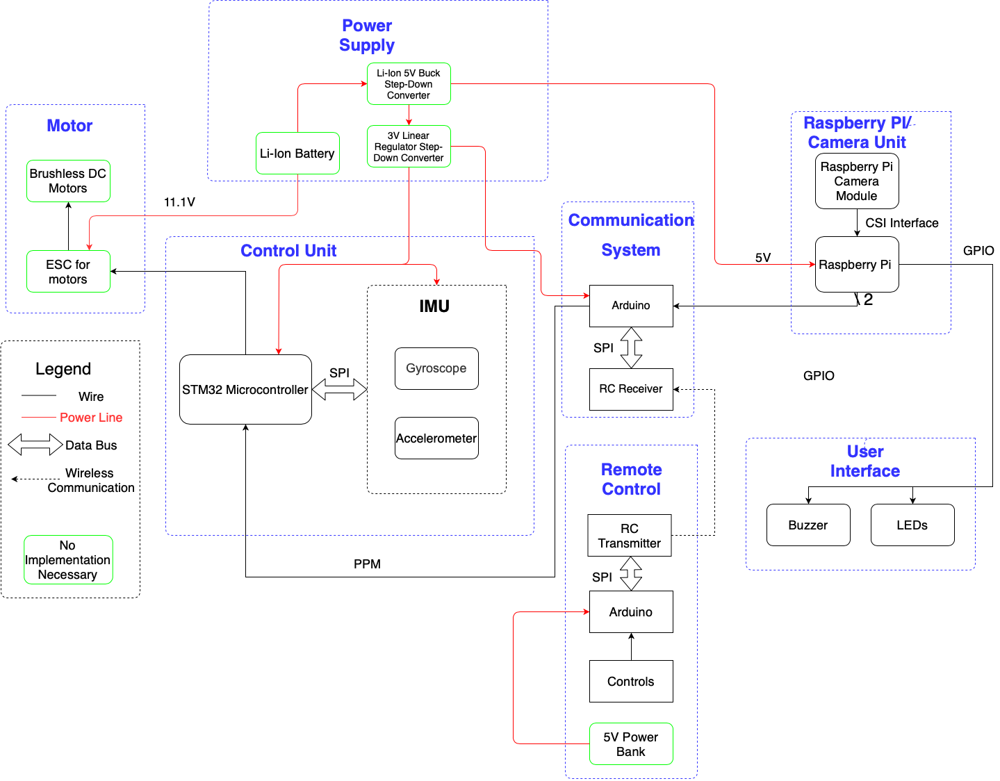 Power
Supply
Li-Ion 5V Buck
Step-Down
Converter
Li-Ion Battery
3V Linear
Regulator Step-
Down Converter
Motor
Brushless DC
Motors
11.1V
ESC for
motors
Raspberry PI/
Camera Unit
Raspberry Pi
Camera
Module
CSI Interface
Raspberry Pi
5V
GPIO
2
Communication
System
Arduino
SPI
RC Receiver
GPIO
Control Unit
IMU
Gyroscope
Accelerometer
STM32 Microcontroller
SPI
PPM
Legend
Wire
Power Line
Data Bus
Wireless
Communication
No
Implementation
Necessary
Remote
Control
RC
Transmitter
SPI
Arduino
Controls
5V Power
Bank
User
Interface
Buzzer
LEDs